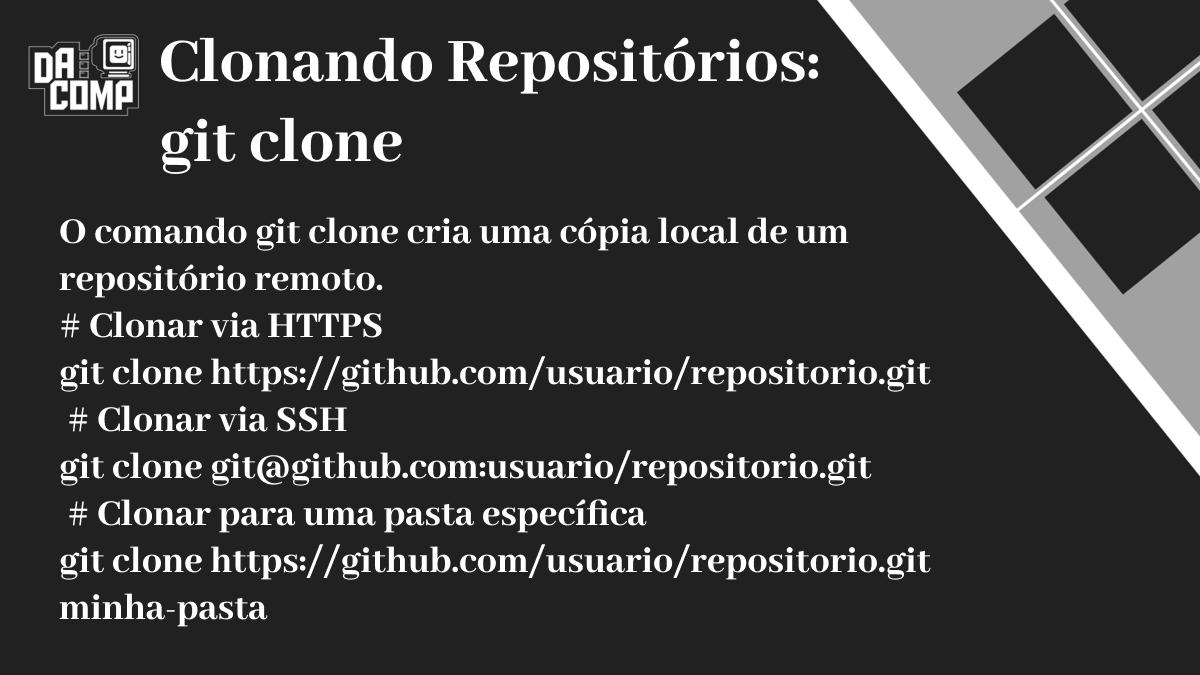 DA
COMP
Clonando Repositórios:
git clone
O comando git clone cria uma cópia local de um
repositório remoto.
# Clonar via HTTPS
git clone https://github.com/usuario/repositorio.git
# Clonar via SSH
git clone git@github.com:usuario/repositorio.git
# Clonar para uma pasta específica
git clone https://github.com/usuario/repositorio.git
minha-pasta